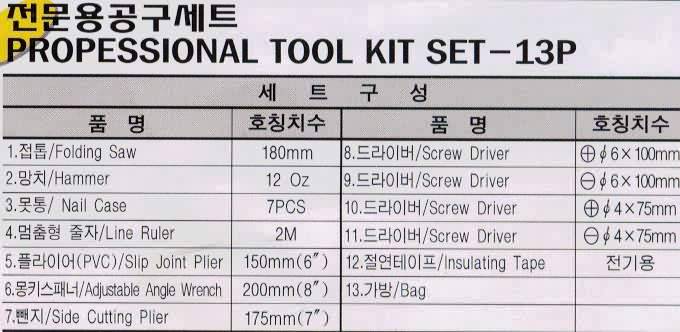 전문용공구세트
PROPESSIONAL TOOL KIT SET-13P
세 트 구 성
품 명 호칭치수 품 명 호칭치수
1.접톱/Folding Saw 180mm 8.드라이버/Screw Driver ⊕ϕ6×100mm
2.망치/Hammer 12 Oz 9.드라이버/Screw Driver ⊖ϕ6×100mm
3.못통/ Nail Case 7PCS 10.드라이버/Screw Driver ⊕ϕ4×75mm
4.멈춤형 줄자/Line Ruler 2M 11.드라이버/Screw Driver ⊖ϕ4×75mm
5.플라이어(PVC)/Slip Joint Plier 150mm(6″) 12.절연테이프/Insulating Tape 전기용
6.몽키스패너/Adjustable Angle Wrench 200mm(8″) 13.가방/Bag
7.뺀지/Side Cutting Plier 175mm(7″)